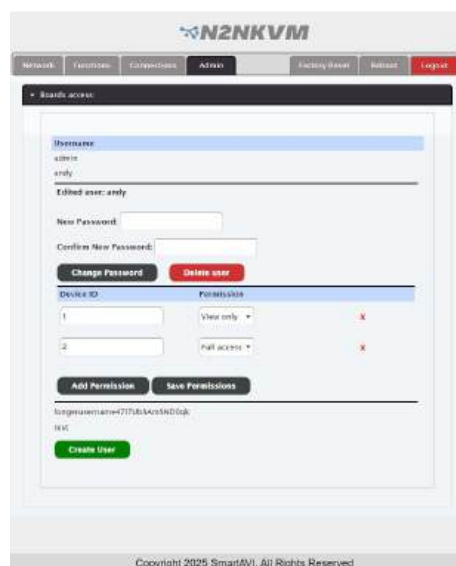 N2NKVM
Network Functions Connections Admin Factory Reset Reboot Logout
Boards access:
Username
admin
andy
Edited user: andy
New Password:
Confirm New Password:
Change Password Delete user
Device ID Permission
1 View only x
2 Full access x
Add Permission Save Permissions
test
Create User
Copyright 2025 SmartAVI, All Rights Reserved